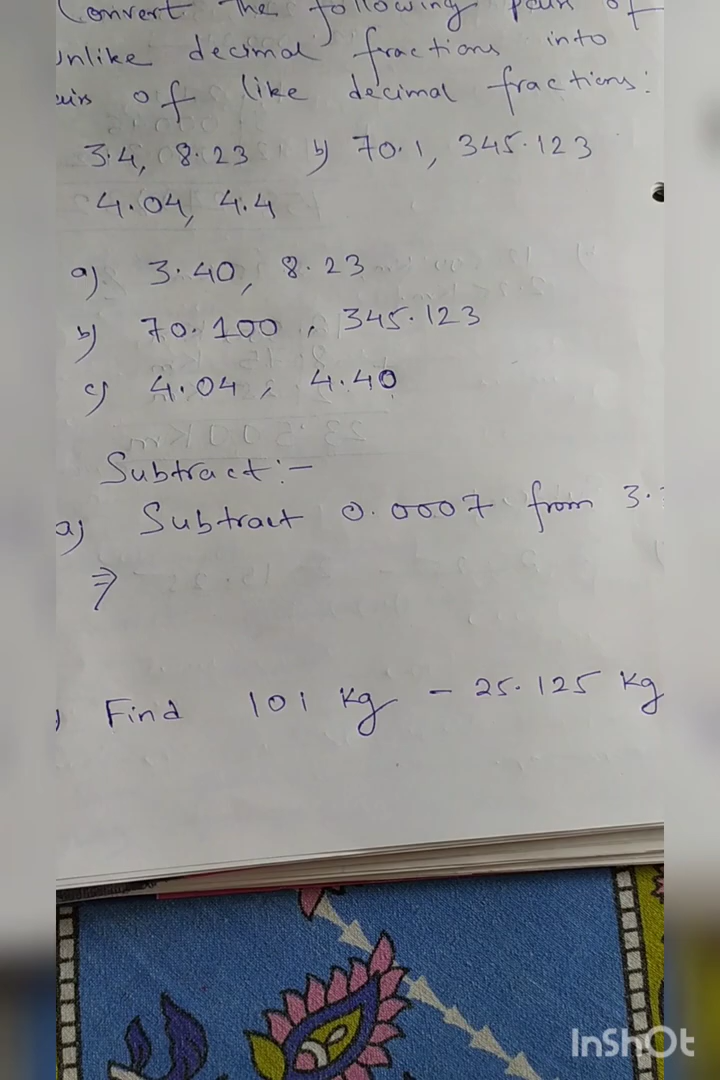 Convert the following pair of
unlike decimal fractions into
of like decimal fractions:
3.4, 8.23 b) 70.1, 345.123
4.04, 4.4
a) 3.40, 8.23
b) 70.100, 345.123
c) 4.04, 4.40
Subtract:-
a) Subtract 0.0007 from 3.
⇒
Find 101 kg - 25.125 kg
InShOt